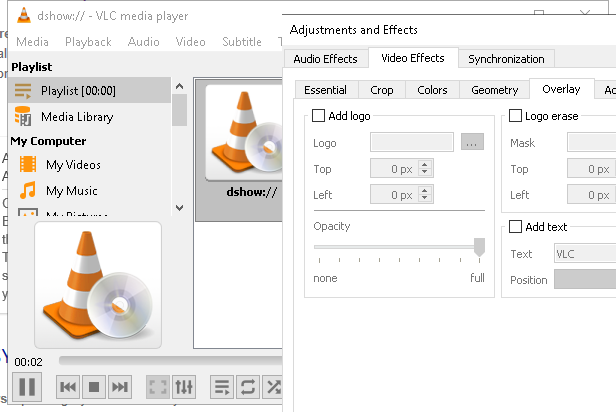 dshow:// - VLC media player
Media Playback Audio Video Subtitle
Playlist
Playlist [00:00]
Media Library
My Computer
My Videos
My Music
My Pictures
dshow://
00:02
Adjustments and Effects
Audio Effects Video Effects Synchronization
Essential Crop Colors Geometry Overlay
Add logo
Logo ...
Top 0 px
Left 0 px
Opacity
none full
Logo erase
Mask
Top 0 px
Left 0 px
Add text
Text VLC
Position